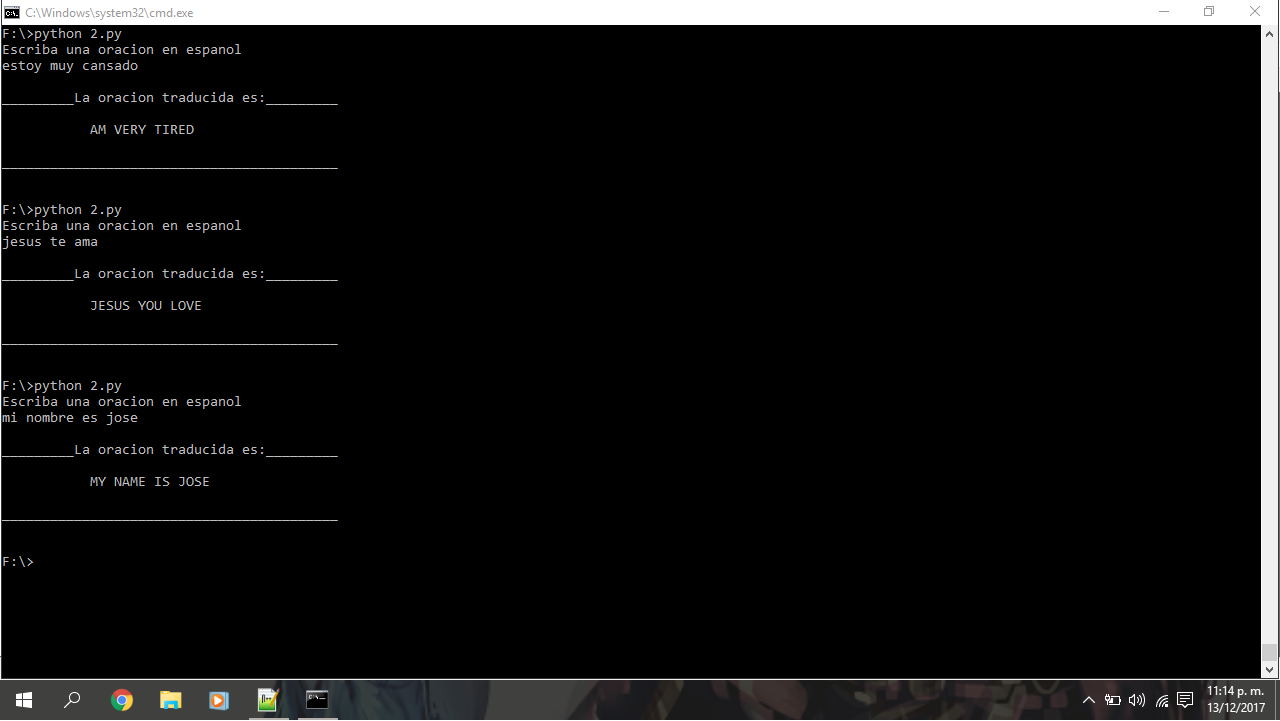 C:\Windows\system32\cmd.exe
F:\>python 2.py
Escriba una oracion en espanol
estoy muy cansado
_________La oracion traducida es:_________
AM VERY TIRED
__________________________________________
F:\>python 2.py
Escriba una oracion en espanol
jesus te ama
_________La oracion traducida es:_________
JESUS YOU LOVE
__________________________________________
F:\>python 2.py
Escriba una oracion en espanol
mi nombre es jose
_________La oracion traducida es:_________
MY NAME IS JOSE
__________________________________________
F:\>
11:14 p. m.
13/12/2017